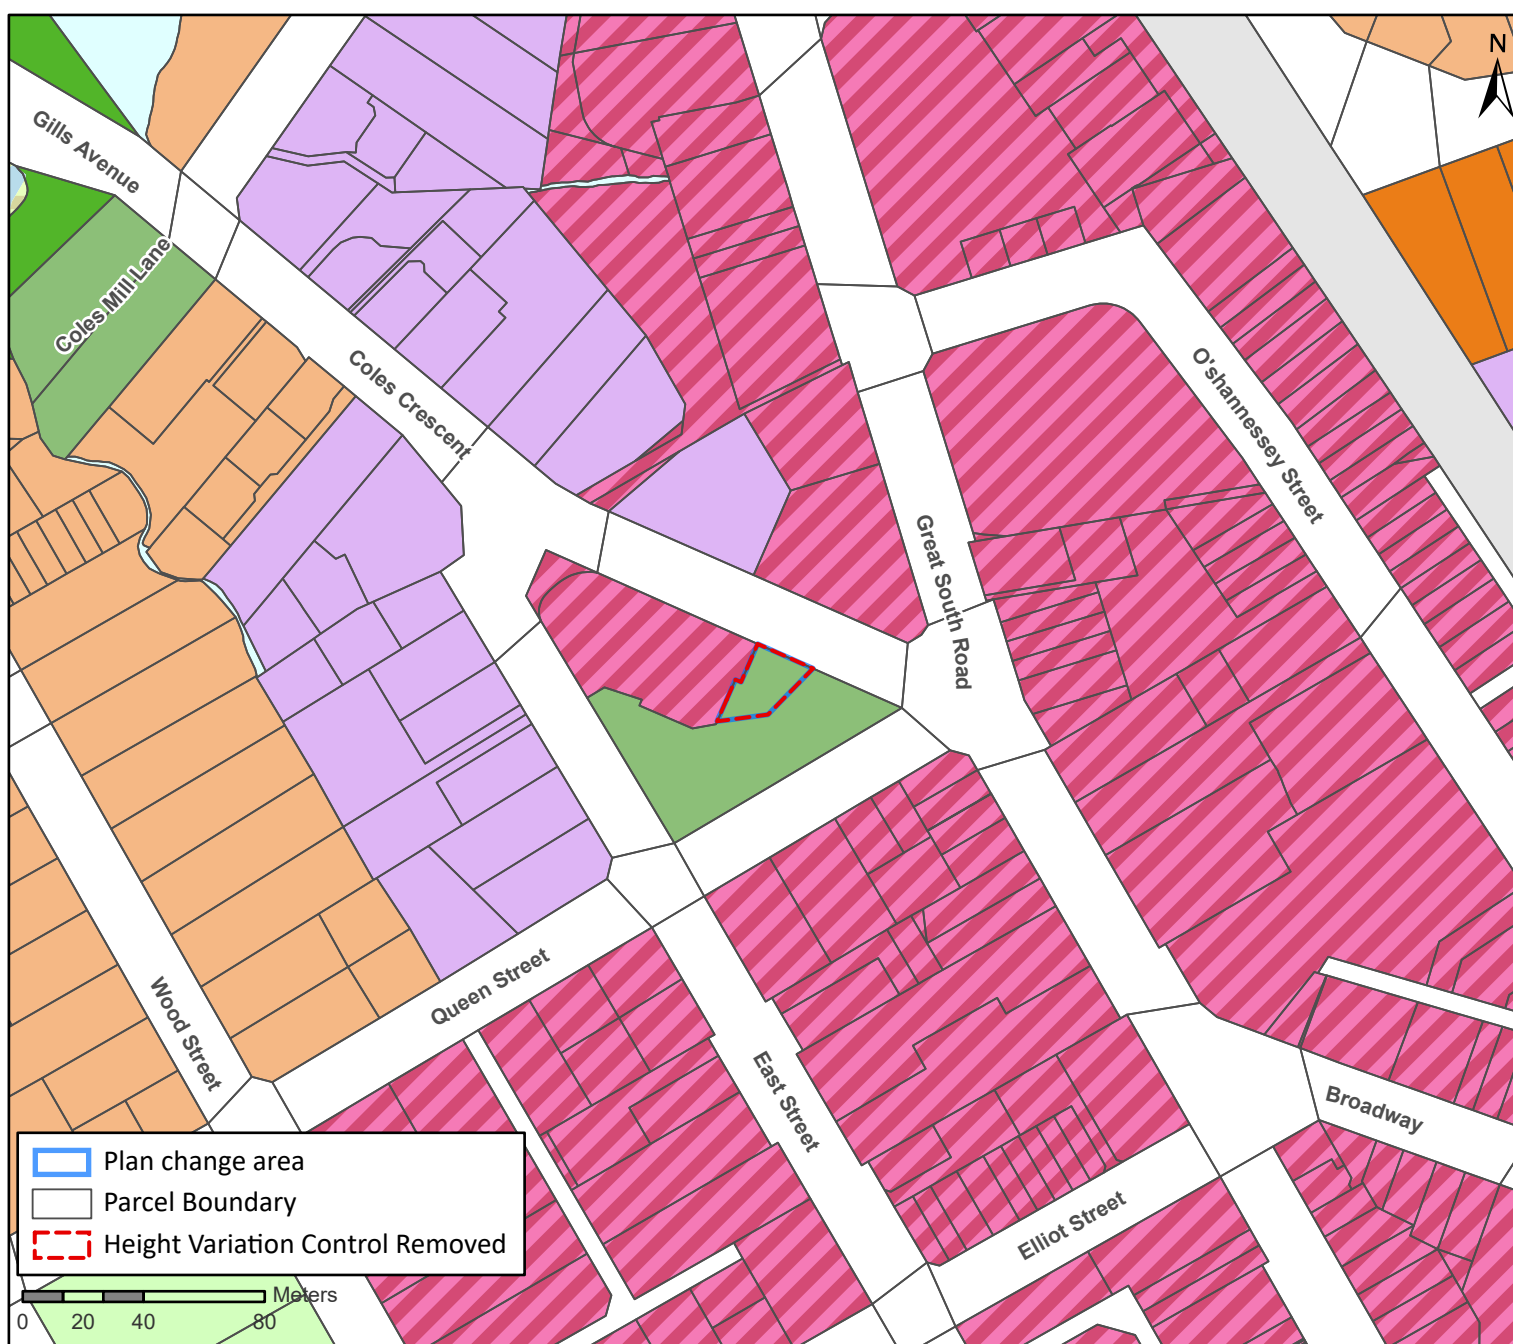 N
Gills Avenue
Coles Mill Lane
Coles Crescent
O'shannessey Street
Great South Road
Queen Street
Wood Street
East Street
Broadway
Elliot Street
Plan change area
Parcel Boundary
Height Variation Control Removed
Meters
0 20 40 80